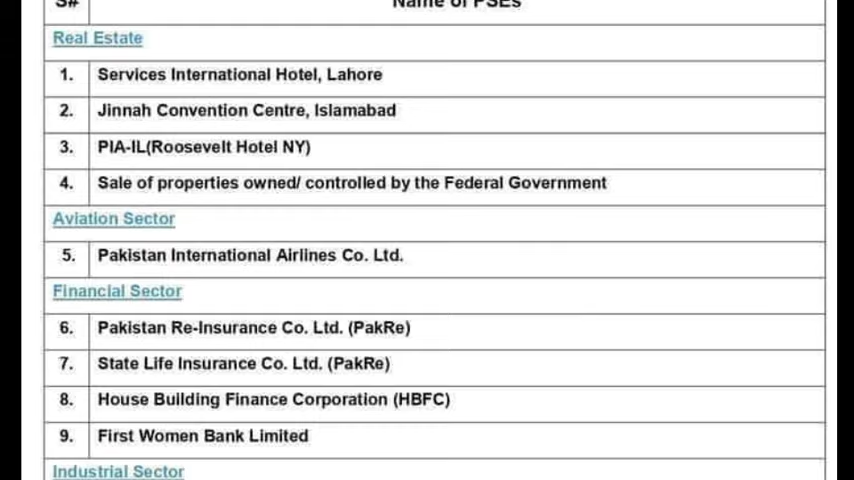 S# Name of PSEs
Real Estate
1. Services International Hotel, Lahore
2. Jinnah Convention Centre, Islamabad
3. PIA-IL(Roosevelt Hotel NY)
4. Sale of properties owned/ controlled by the Federal Government
Aviation Sector
5. Pakistan International Airlines Co. Ltd.
Financial Sector
6. Pakistan Re-Insurance Co. Ltd. (PakRe)
7. State Life Insurance Co. Ltd. (PakRe)
8. House Building Finance Corporation (HBFC)
9. First Women Bank Limited
Industrial Sector